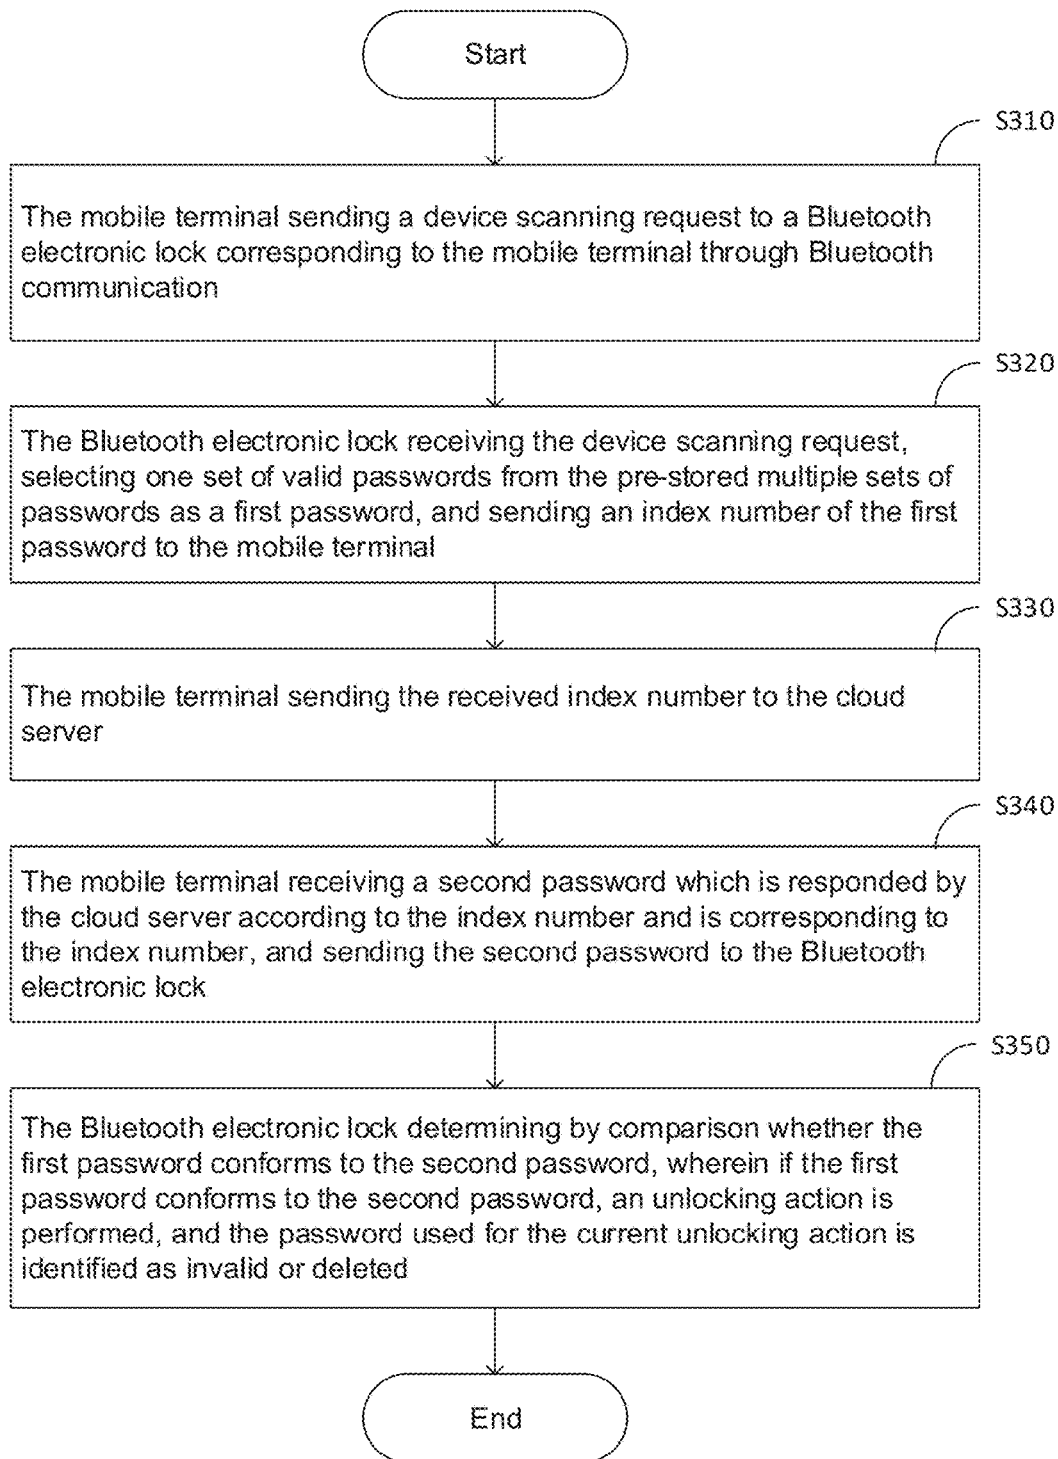 Start
S310
The mobile terminal sending a device scanning request to a Bluetooth
electronic lock corresponding to the mobile terminal through Bluetooth
communication
S320
The Bluetooth electronic lock receiving the device scanning request,
selecting one set of valid passwords from the pre-stored multiple sets of
passwords as a first password, and sending an index number of the first
password to the mobile terminal
S330
The mobile terminal sending the received index number to the cloud
server
S340
The mobile terminal receiving a second password which is responded by
the cloud server according to the index number and is corresponding to
the index number, and sending the second password to the Bluetooth
electronic lock
S350
The Bluetooth electronic lock determining by comparison whether the
first password conforms to the second password, wherein if the first
password conforms to the second password, an unlocking action is
performed, and the password used for the current unlocking action is
identified as invalid or deleted
End